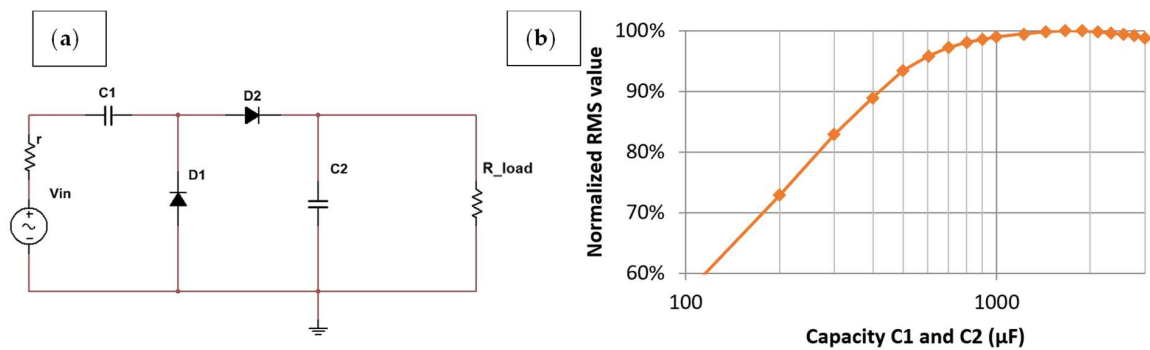 (a)
C1
D2
r
Vin
D1
C2
R_load
+
~
−
(b)
Normalized RMS value
100%
90%
80%
70%
60%
100
1000
Capacity C1 and C2 (µF)